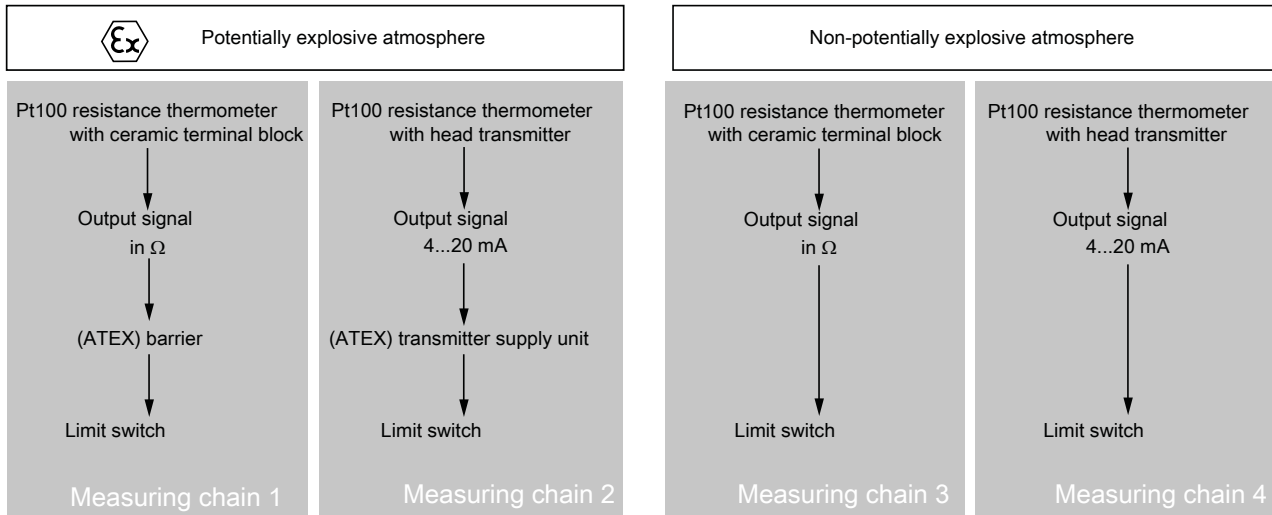 Ex
Potentially explosive atmosphere
Non-potentially explosive atmosphere
Pt100 resistance thermometer
with ceramic terminal block
Output signal
in Ω
(ATEX) barrier
Limit switch
Measuring chain 1
Pt100 resistance thermometer
with head transmitter
Output signal
4...20 mA
(ATEX) transmitter supply unit
Limit switch
Measuring chain 2
Pt100 resistance thermometer
with ceramic terminal block
Output signal
in Ω
Limit switch
Measuring chain 3
Pt100 resistance thermometer
with head transmitter
Output signal
4...20 mA
Limit switch
Measuring chain 4